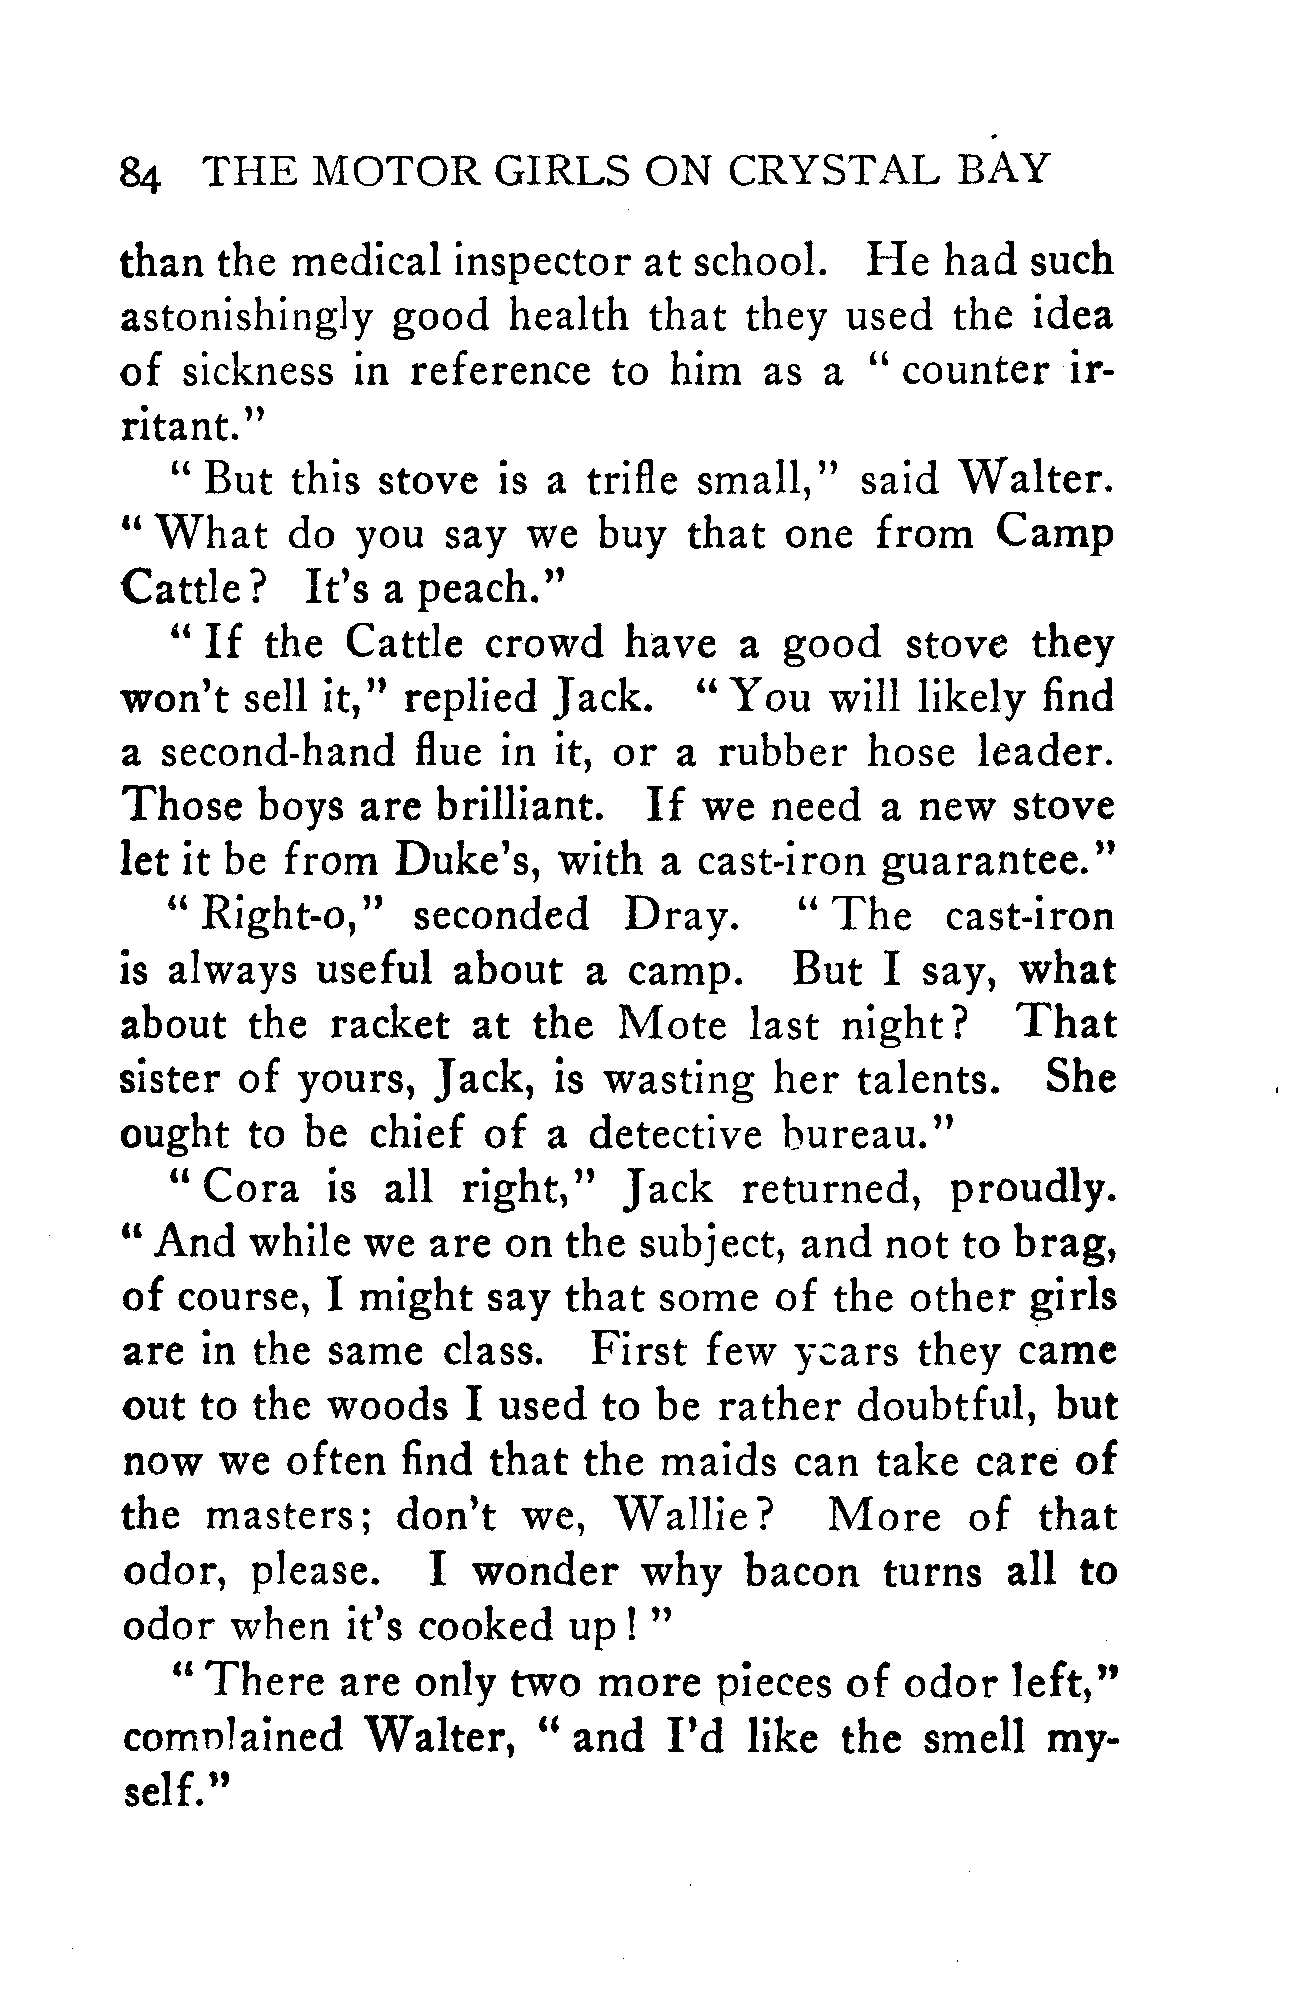 84 THE MOTOR GIRLS ON CRYSTAL BAY
than the medical inspector at school. He had such
astonishingly good health that they used the idea
of sickness in reference to him as a " counter ir-
ritant."
" But this stove is a trifle small," said Walter.
" What do you say we buy that one from Camp
Cattle? It's a peach."
" If the Cattle crowd have a good stove they
won't sell it," replied Jack. " You will likely find
a second-hand flue in it, or a rubber hose leader.
Those boys are brilliant. If we need a new stove
let it be from Duke's, with a cast-iron guarantee."
" Right-o," seconded Dray. " The cast-iron
is always useful about a camp. But I say, what
about the racket at the Mote last night? That
sister of yours, Jack, is wasting her talents. She
ought to be chief of a detective bureau."
" Cora is all right," Jack returned, proudly.
" And while we are on the subject, and not to brag,
of course, I might say that some of the other girls
are in the same class. First few years they came
out to the woods I used to be rather doubtful, but
now we often find that the maids can take care of
the masters; don't we, Wallie? More of that
odor, please. I wonder why bacon turns all to
odor when it's cooked up! "
" There are only two more pieces of odor left,"
complained Walter, " and I'd like the smell my-
self."